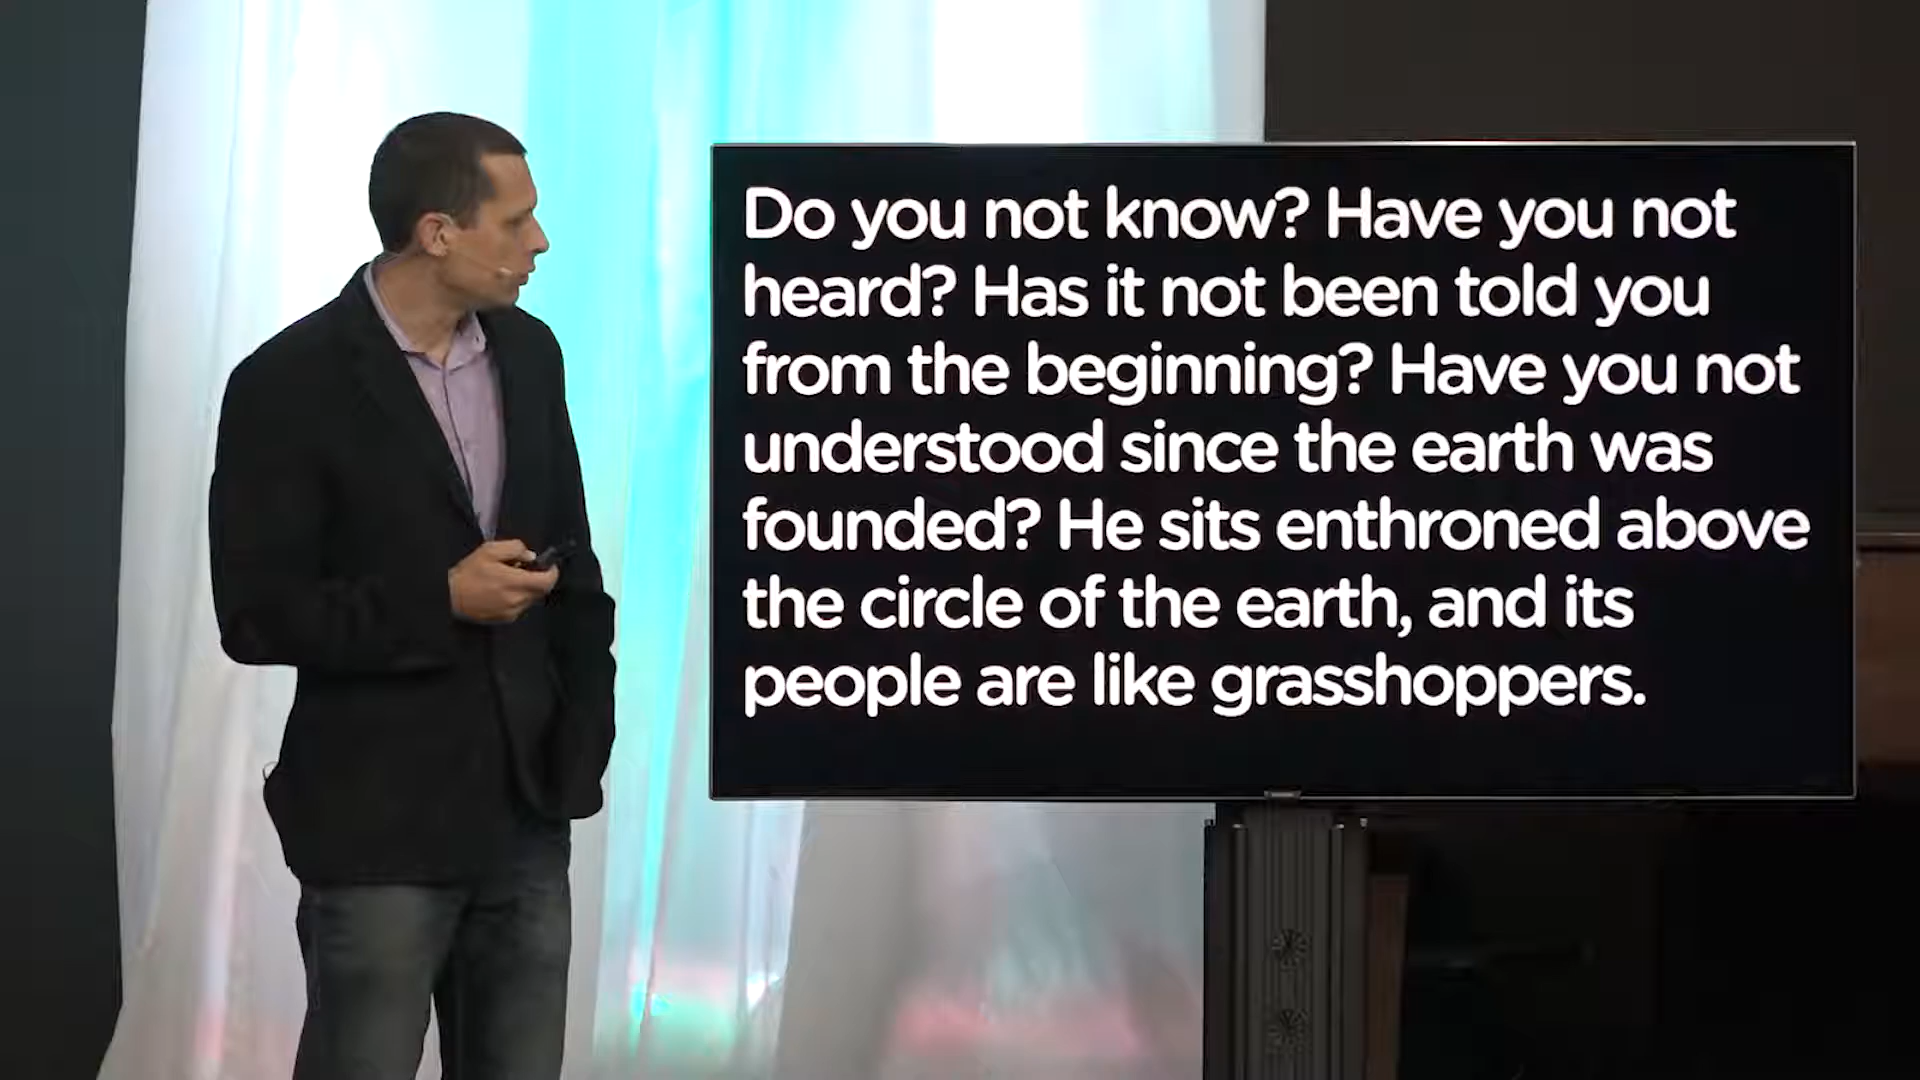 Do you not know? Have you not
heard? Has it not been told you
from the beginning? Have you not
understood since the earth was
founded? He sits enthroned above
the circle of the earth, and its
people are like grasshoppers.